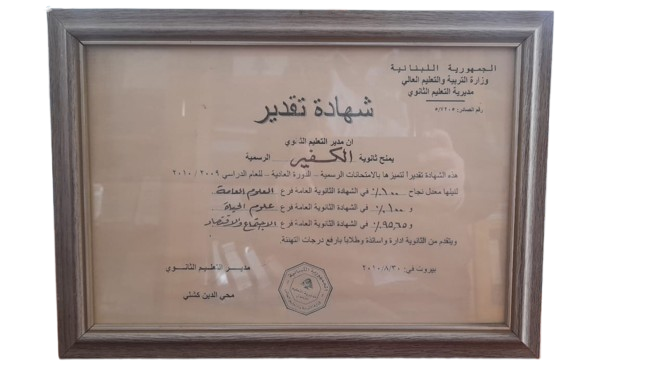 الجمهورية اللبنانية
وزارة التربية والتعليم العالي
مديرية التعليم الثانوي
رقم الصادر:
شهادة تقدير
ان مدير التعليم الثانوي
يمنح ثانوية الكفير الرسمية
هذه الشهادة تقديراً لتميزها بالامتحانات الرسمية - الدورة العادية - للعام الدراسي ٢٠٠٩ / ٢٠١٠
لنيلها معدل نجاح ١٠٠٪ في الشهادة الثانوية العامة فرع العلوم العامة
و ١٠٠٪ في الشهادة الثانوية العامة فرع علوم الحياة
و ٩٥,٦٥٪ في الشهادة الثانوية العامة فرع الاجتماع والاقتصاد
ويتقدم من الثانوية ادارة واساتذة وطلاباً بارفع درجات التهنئة.
بيروت في: ٢٠١٠/٨/٣٠
مدير التعليم الثانوي
محي الدين كشلي